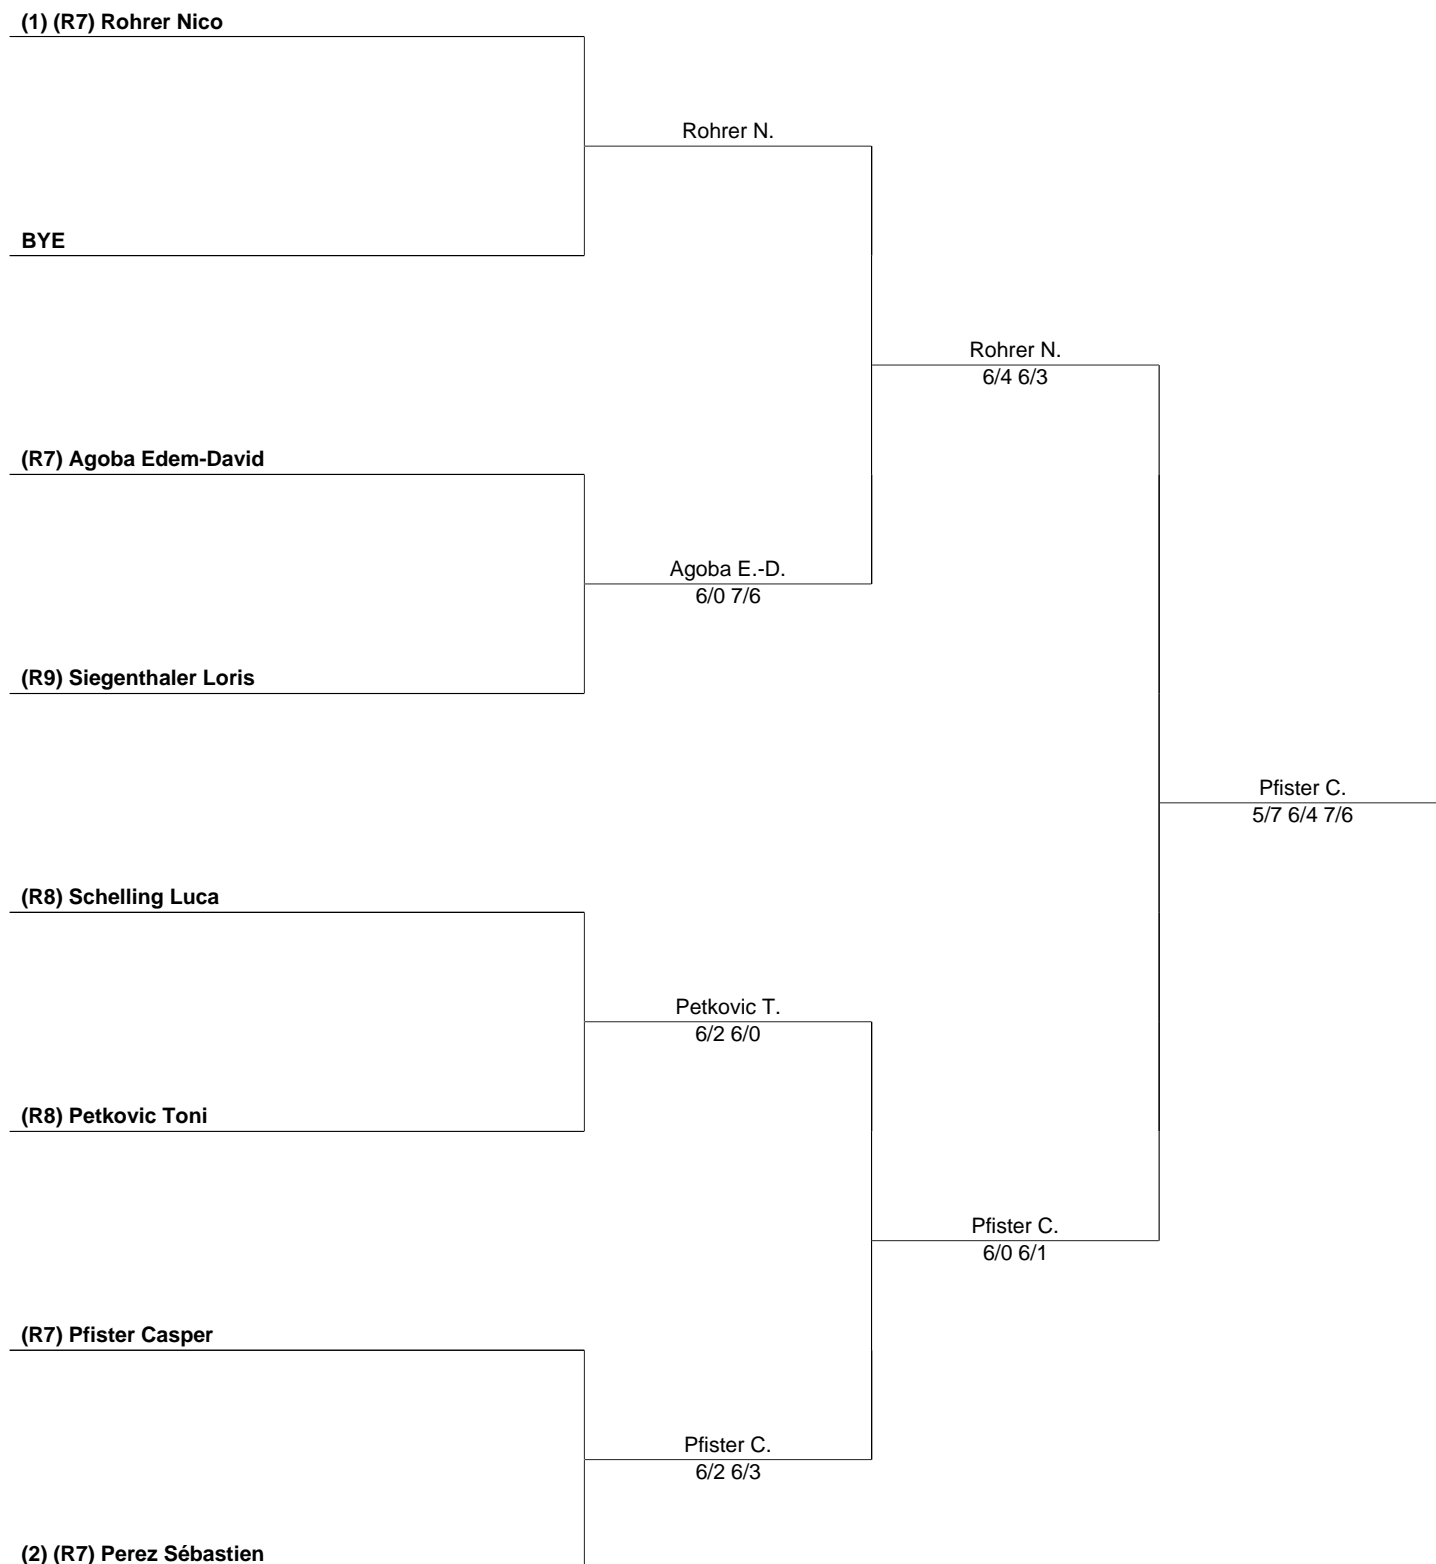 (1) (R7) Rohrer Nico
Rohrer N.
BYE
Rohrer N.
6/4 6/3
(R7) Agoba Edem-David
Agoba E.-D.
6/0 7/6
(R9) Siegenthaler Loris
Pfister C.
5/7 6/4 7/6
(R8) Schelling Luca
Petkovic T.
6/2 6/0
(R8) Petkovic Toni
Pfister C.
6/0 6/1
(R7) Pfister Casper
Pfister C.
6/2 6/3
(2) (R7) Perez Sébastien